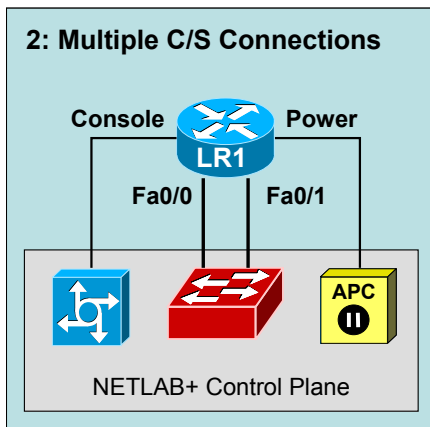 2: Multiple C/S Connections
Console
Power
LR1
Fa0/0
Fa0/1
APC
NETLAB+ Control Plane